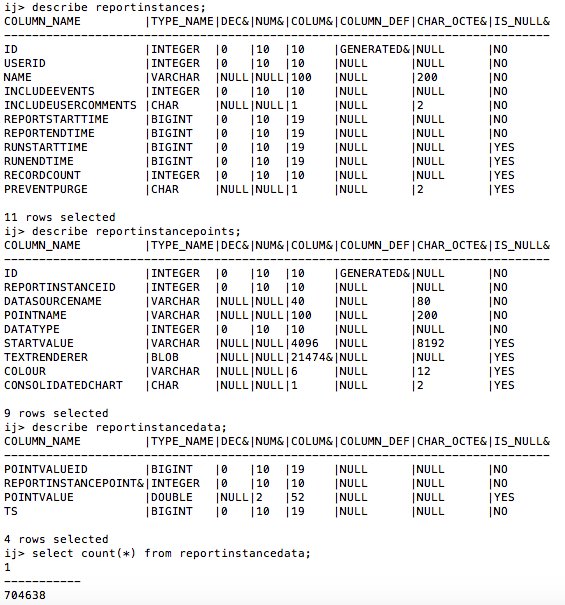 ij> describe reportinstances;
COLUMN_NAME         |TYPE_NAME|DEC&|NUM&|COLUM&|COLUMN_DEF|CHAR_OCTE&|IS_NULL&
------------------------------------------------------------------------------
ID                  |INTEGER  |0   |10  |10    |GENERATED&|NULL      |NO
USERID              |INTEGER  |0   |10  |10    |NULL      |NULL      |NO
NAME                |VARCHAR  |NULL|NULL|100   |NULL      |200       |NO
INCLUDEEVENTS       |INTEGER  |0   |10  |10    |NULL      |NULL      |NO
INCLUDEUSERCOMMENTS |CHAR     |NULL|NULL|1     |NULL      |2         |NO
REPORTSTARTTIME     |BIGINT   |0   |10  |19    |NULL      |NULL      |NO
REPORTENDTIME       |BIGINT   |0   |10  |19    |NULL      |NULL      |NO
RUNSTARTTIME        |BIGINT   |0   |10  |19    |NULL      |NULL      |YES
RUNENDTIME          |BIGINT   |0   |10  |19    |NULL      |NULL      |YES
RECORDCOUNT         |INTEGER  |0   |10  |10    |NULL      |NULL      |YES
PREVENTPURGE        |CHAR     |NULL|NULL|1     |NULL      |2         |YES
11 rows selected
ij> describe reportinstancepoints;
COLUMN_NAME         |TYPE_NAME|DEC&|NUM&|COLUM&|COLUMN_DEF|CHAR_OCTE&|IS_NULL&
------------------------------------------------------------------------------
ID                  |INTEGER  |0   |10  |10    |GENERATED&|NULL      |NO
REPORTINSTANCEID    |INTEGER  |0   |10  |10    |NULL      |NULL      |NO
DATASOURCENAME      |VARCHAR  |NULL|NULL|40    |NULL      |80        |NO
POINTNAME           |VARCHAR  |NULL|NULL|100   |NULL      |200       |NO
DATATYPE            |INTEGER  |0   |10  |10    |NULL      |NULL      |NO
STARTVALUE          |VARCHAR  |NULL|NULL|4096  |NULL      |8192      |YES
TEXTRENDERER        |BLOB     |NULL|NULL|21474&|NULL      |NULL      |YES
COLOUR              |VARCHAR  |NULL|NULL|6     |NULL      |12        |YES
CONSOLIDATEDCHART   |CHAR     |NULL|NULL|1     |NULL      |2         |YES
9 rows selected
ij> describe reportinstancedata;
COLUMN_NAME         |TYPE_NAME|DEC&|NUM&|COLUM&|COLUMN_DEF|CHAR_OCTE&|IS_NULL&
------------------------------------------------------------------------------
POINTVALUEID        |BIGINT   |0   |10  |19    |NULL      |NULL      |NO
REPORTINSTANCEPOINT&|INTEGER  |0   |10  |10    |NULL      |NULL      |NO
POINTVALUE          |DOUBLE   |NULL|2   |52    |NULL      |NULL      |YES
TS                  |BIGINT   |0   |10  |19    |NULL      |NULL      |NO
4 rows selected
ij> select count(*) from reportinstancedata;
1
-----------
704638